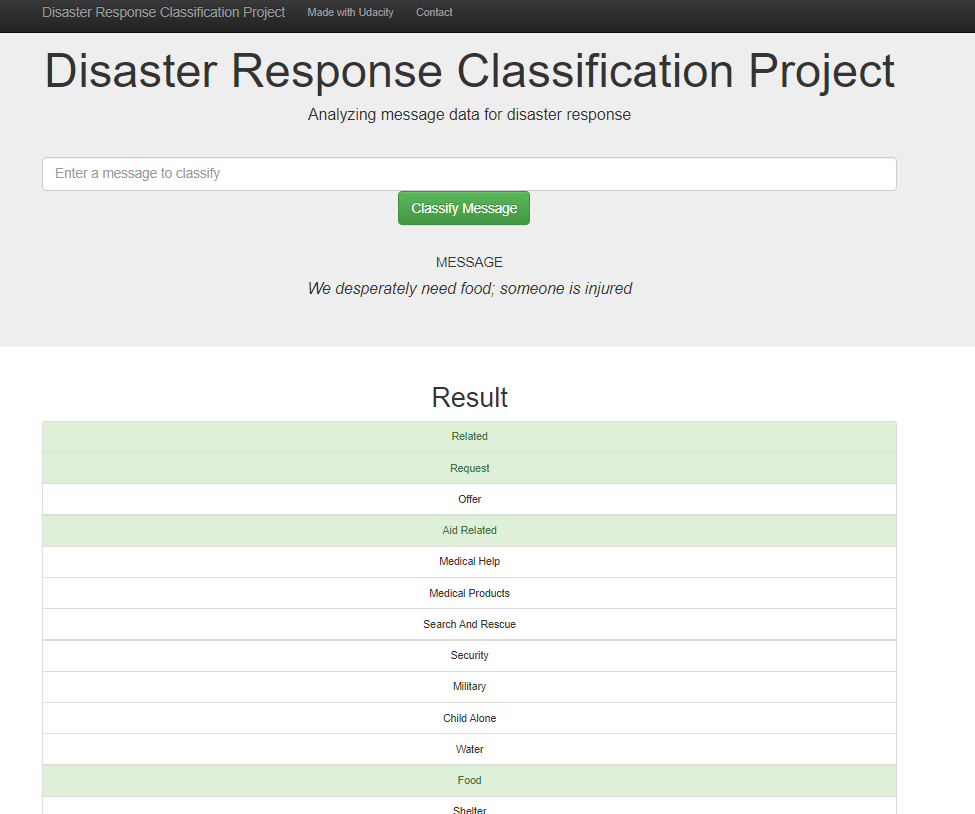 Disaster Response Classification Project Made with Udacity Contact
Disaster Response Classification Project
Analyzing message data for disaster response
Enter a message to classify
Classify Message
MESSAGE
We desperately need food; someone is injured
Result
Related
Request
Offer
Aid Related
Medical Help
Medical Products
Search And Rescue
Security
Military
Child Alone
Water
Food
Shelter